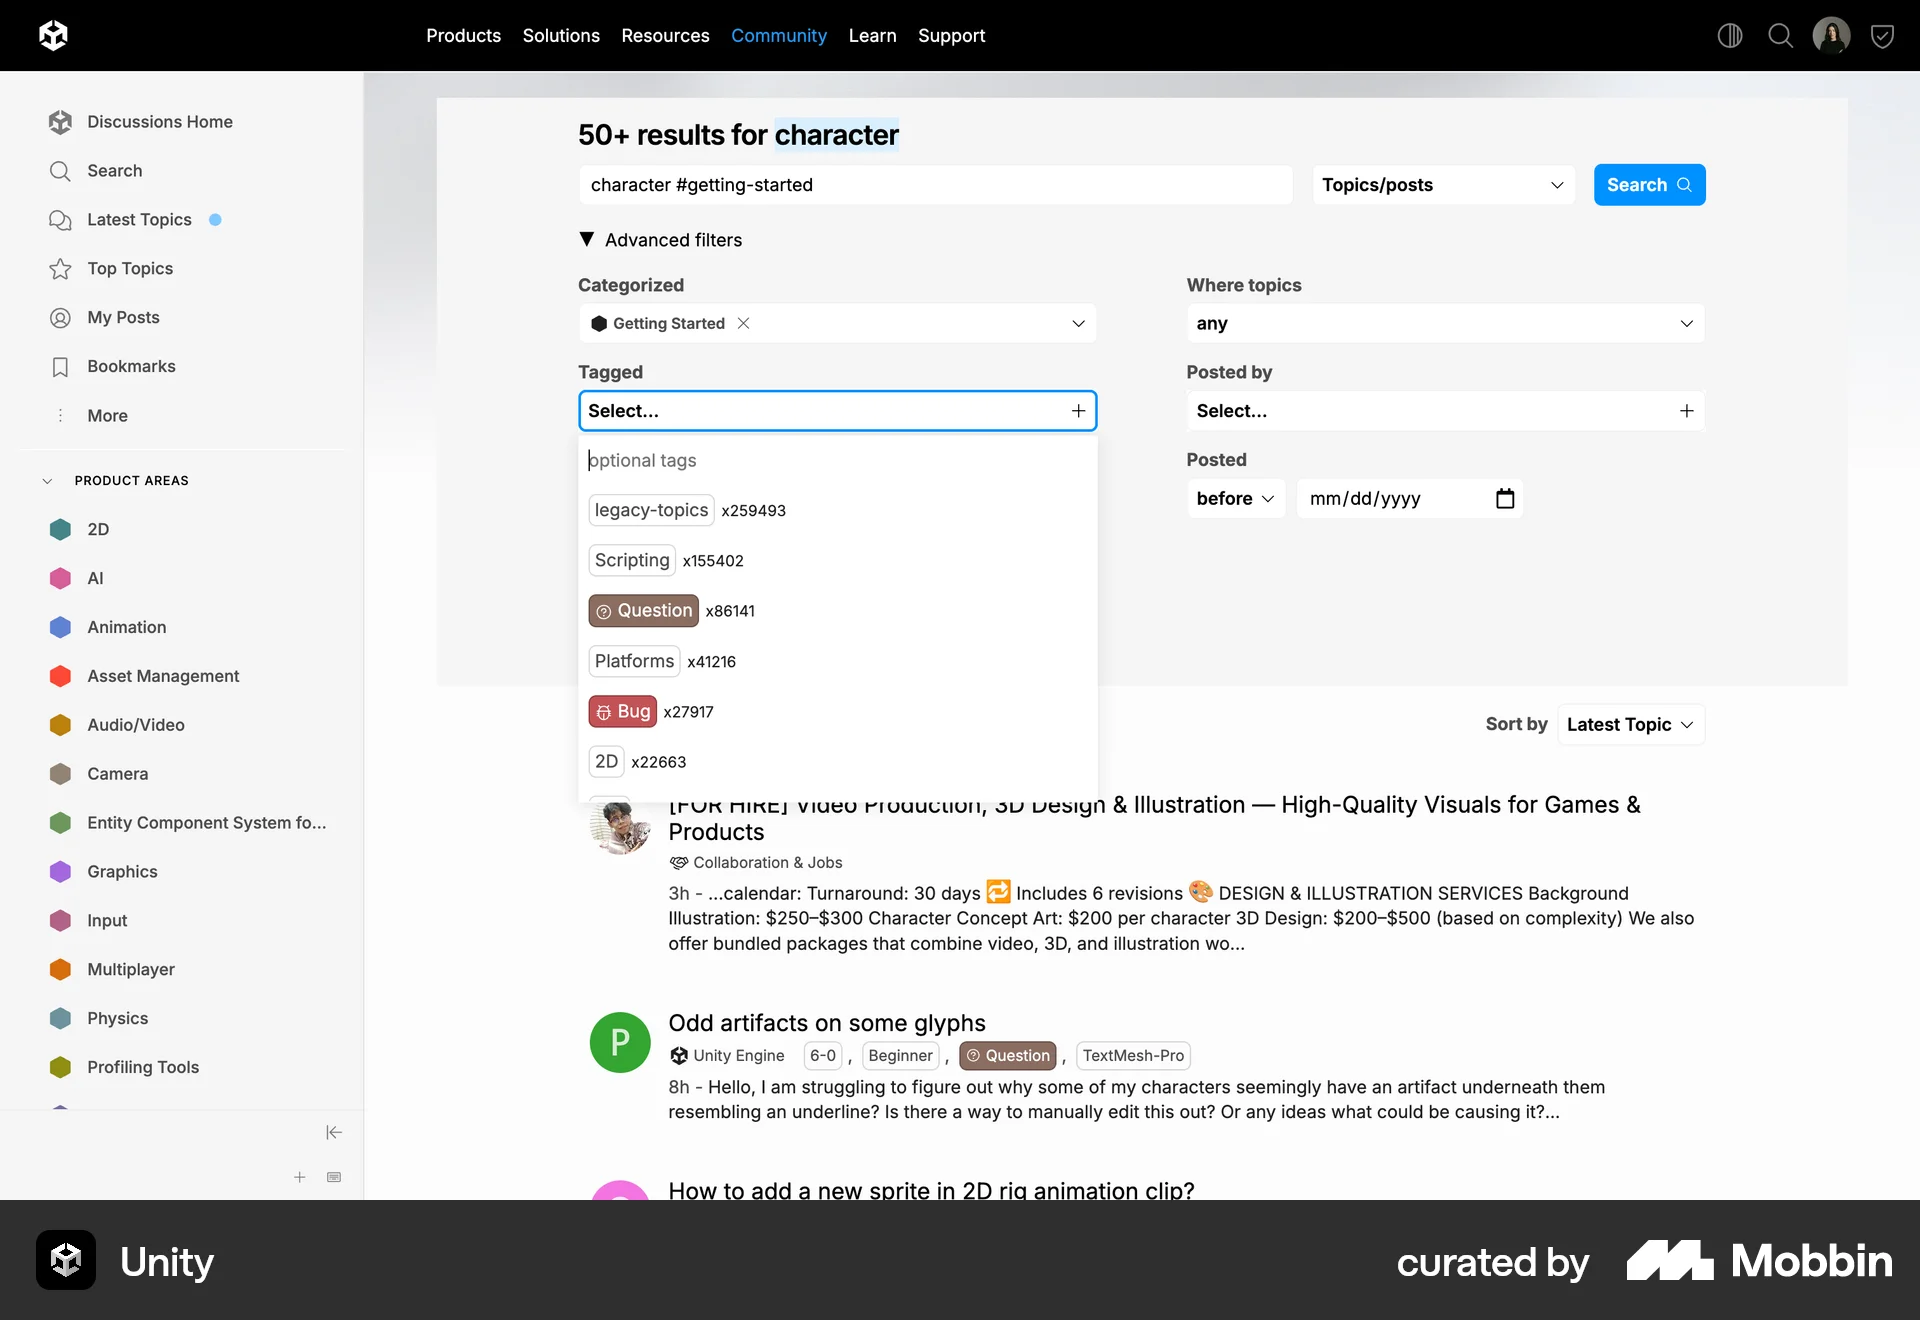 Products Solutions Resources Community Learn Support
Discussions Home
Search
Latest Topics
Top Topics
My Posts
Bookmarks
More
PRODUCT AREAS
2D
AI
Animation
Asset Management
Audio/Video
Camera
Entity Component System fo...
Graphics
Input
Multiplayer
Physics
Profiling Tools
50+ results for character
character #getting-started
Topics/posts
Search
Advanced filters
Categorized
Getting Started
Tagged
Select...
optional tags
legacy-topics x259493
Scripting x155402
Question x86141
Platforms x41216
Bug x27917
2D x22663
Where topics
any
Posted by
Select...
Posted
before mm/dd/yyyy
Sort by Latest Topic
[FOR HIRE] Video Production, 3D Design & Illustration — High-Quality Visuals for Games &
Products
Collaboration & Jobs
3h - ...calendar: Turnaround: 30 days 🔁 Includes 6 revisions 🎨 DESIGN & ILLUSTRATION SERVICES Background
Illustration: $250–$300 Character Concept Art: $200 per character 3D Design: $200–$500 (based on complexity) We also
offer bundled packages that combine video, 3D, and illustration wo...
P
Odd artifacts on some glyphs
Unity Engine 6-0 , Beginner , Question , TextMesh-Pro
8h - Hello, I am struggling to figure out why some of my characters seemingly have an artifact underneath them
resembling an underline? Is there a way to manually edit this out? Or any ideas what could be causing it?...
How to add a new sprite in 2D rig animation clip?
Unity
curated by Mobbin